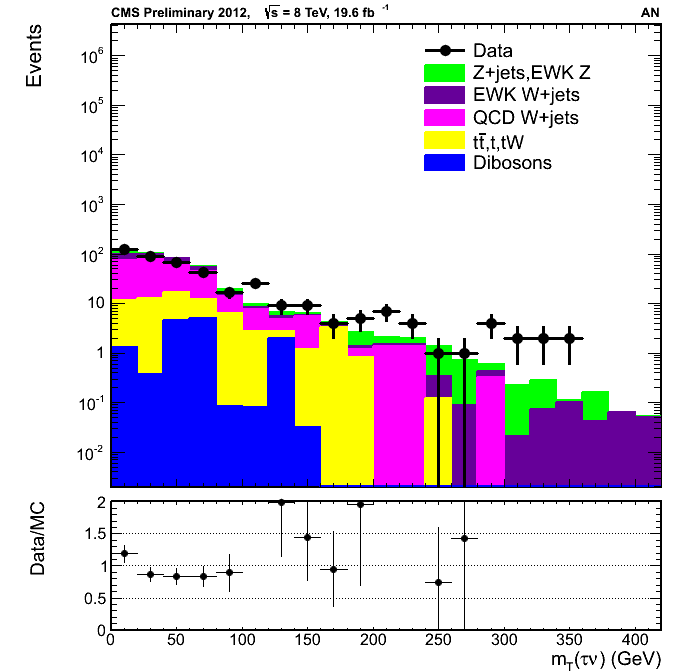 CMS Preliminary 2012, √s = 8 TeV, 19.6 fb⁻¹ AN
Events
Data
Z+jets,EWK Z
EWK W+jets
QCD W+jets
tt̄,t,tW
Dibosons
10⁶
10⁵
10⁴
10³
10²
10
1
10⁻¹
10⁻²
Data/MC
2
1.5
1
0.5
0
0 50 100 150 200 250 300 350 400
m_T(τν) (GeV)